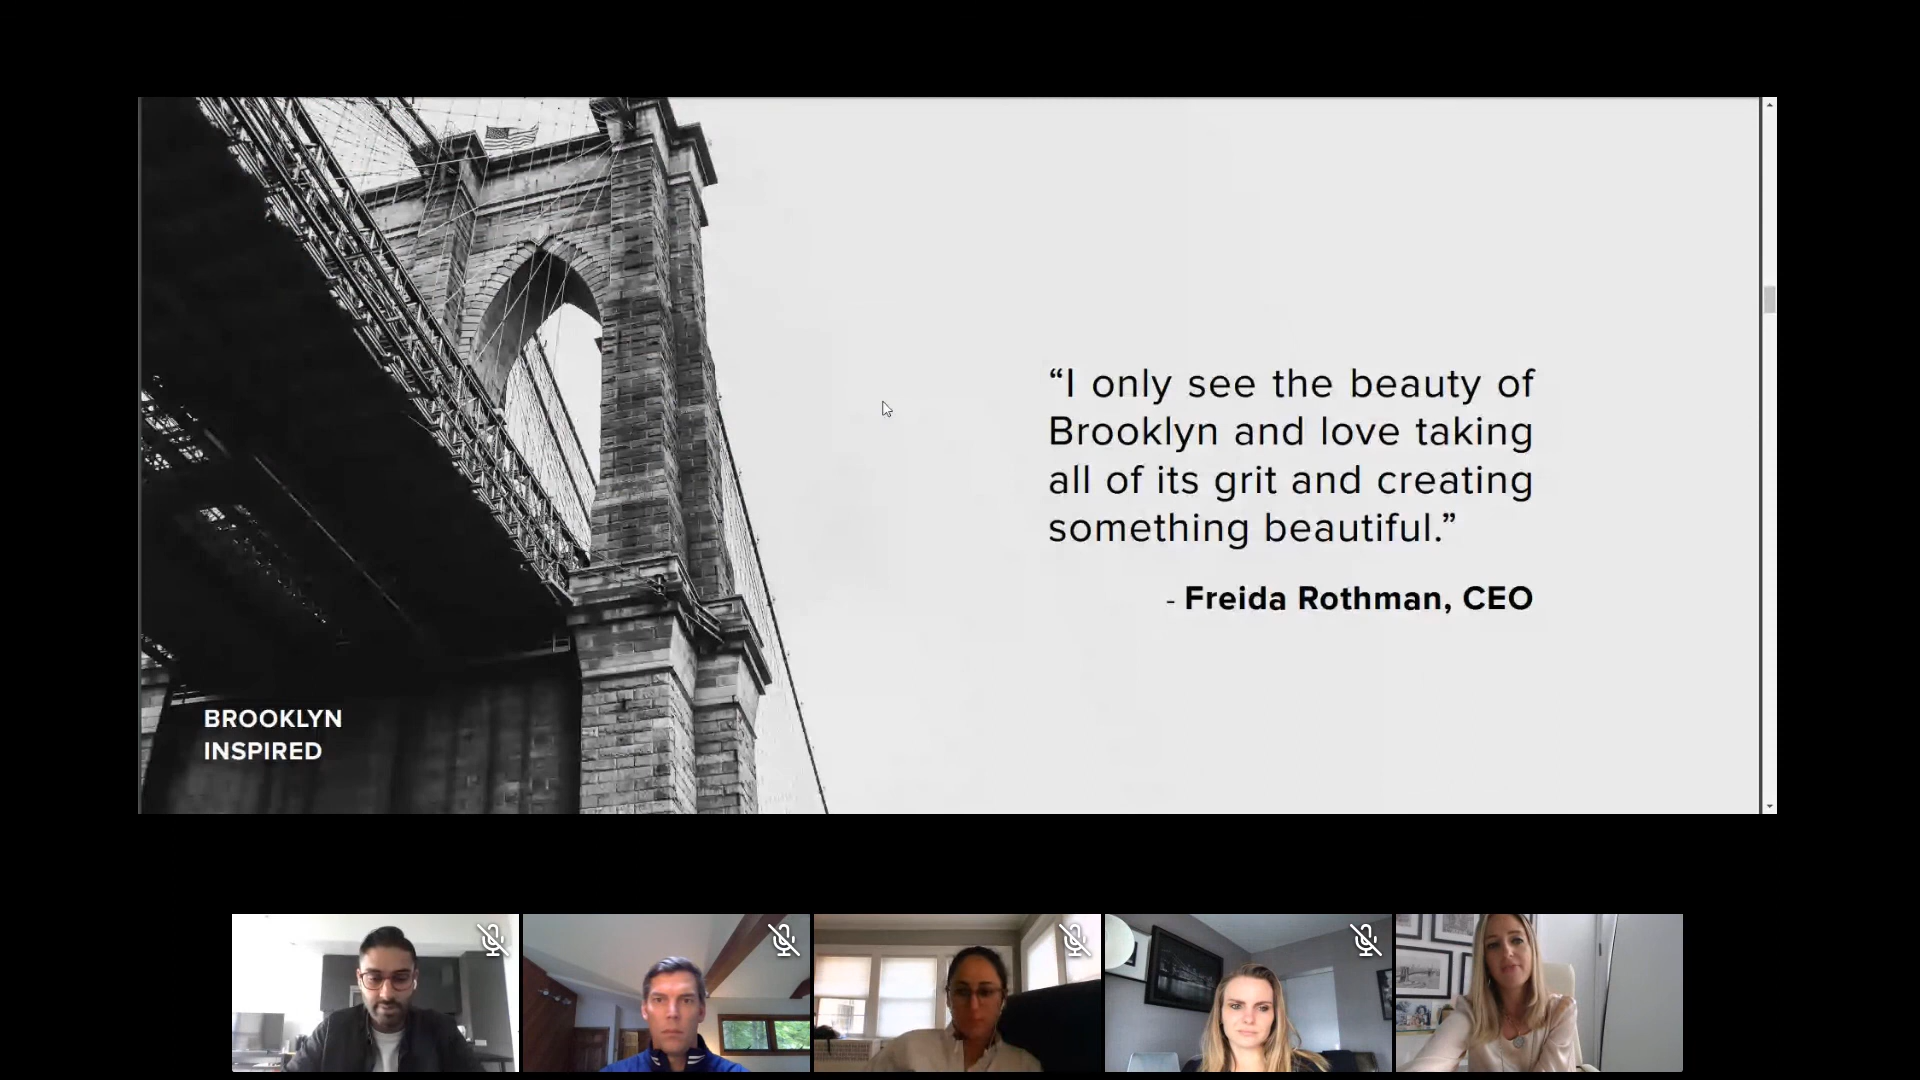 “I only see the beauty of
Brooklyn and love taking
all of its grit and creating
something beautiful.”
- Freida Rothman, CEO
BROOKLYN
INSPIRED